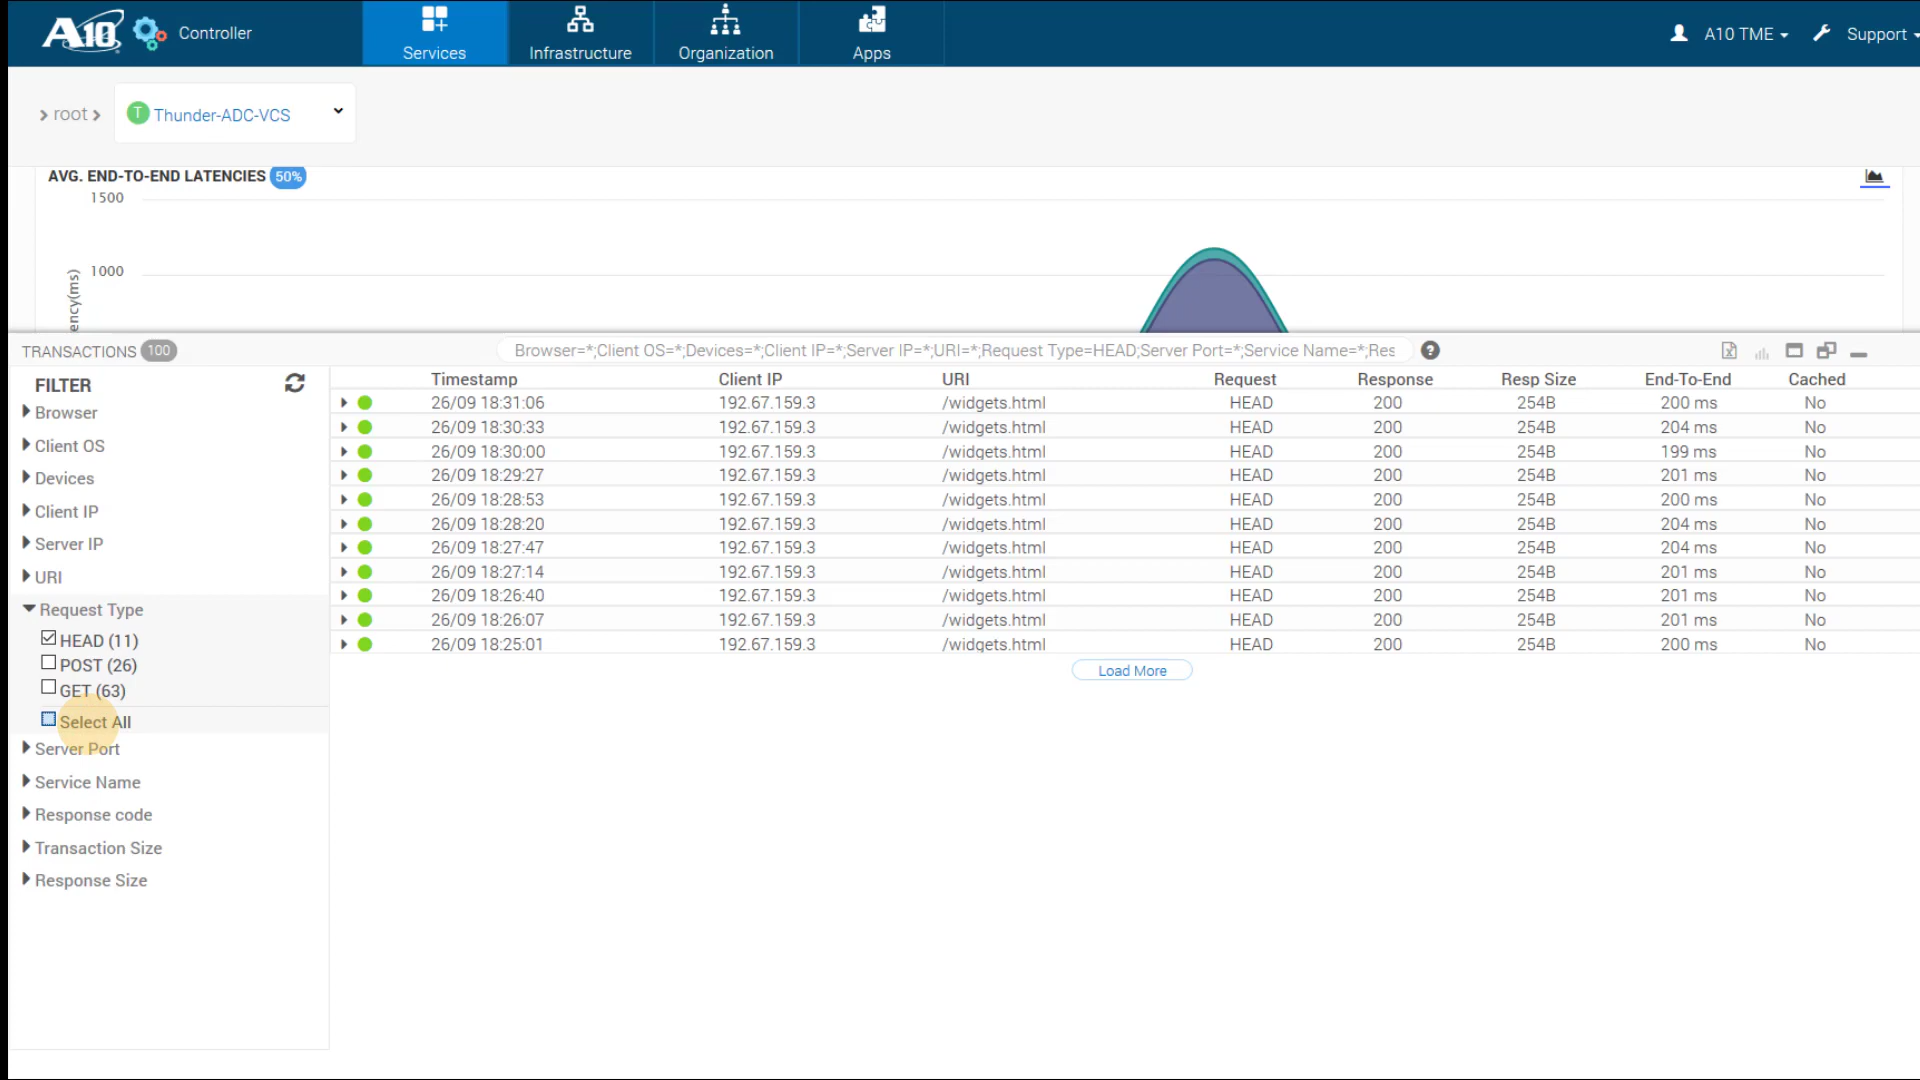 A10 Controller Services Infrastructure Organization Apps A10 TME Support
root Thunder-ADC-VCS
AVG. END-TO-END LATENCIES 50%
1500
1000
ency(ms)
TRANSACTIONS 100 Browser=*;Client OS=*;Devices=*;Client IP=*;Server IP=*;URI=*;Request Type=HEAD;Server Port=*;Service Name=*;Res
FILTER
Browser
Client OS
Devices
Client IP
Server IP
URI
Request Type
HEAD (11)
POST (26)
GET (63)
Select All
Server Port
Service Name
Response code
Transaction Size
Response Size
Timestamp Client IP URI Request Response Resp Size End-To-End Cached
26/09 18:31:06 192.67.159.3 /widgets.html HEAD 200 254B 200 ms No
26/09 18:30:33 192.67.159.3 /widgets.html HEAD 200 254B 204 ms No
26/09 18:30:00 192.67.159.3 /widgets.html HEAD 200 254B 199 ms No
26/09 18:29:27 192.67.159.3 /widgets.html HEAD 200 254B 201 ms No
26/09 18:28:53 192.67.159.3 /widgets.html HEAD 200 254B 200 ms No
26/09 18:28:20 192.67.159.3 /widgets.html HEAD 200 254B 204 ms No
26/09 18:27:47 192.67.159.3 /widgets.html HEAD 200 254B 204 ms No
26/09 18:27:14 192.67.159.3 /widgets.html HEAD 200 254B 201 ms No
26/09 18:26:40 192.67.159.3 /widgets.html HEAD 200 254B 201 ms No
26/09 18:26:07 192.67.159.3 /widgets.html HEAD 200 254B 201 ms No
26/09 18:25:01 192.67.159.3 /widgets.html HEAD 200 254B 200 ms No
Load More